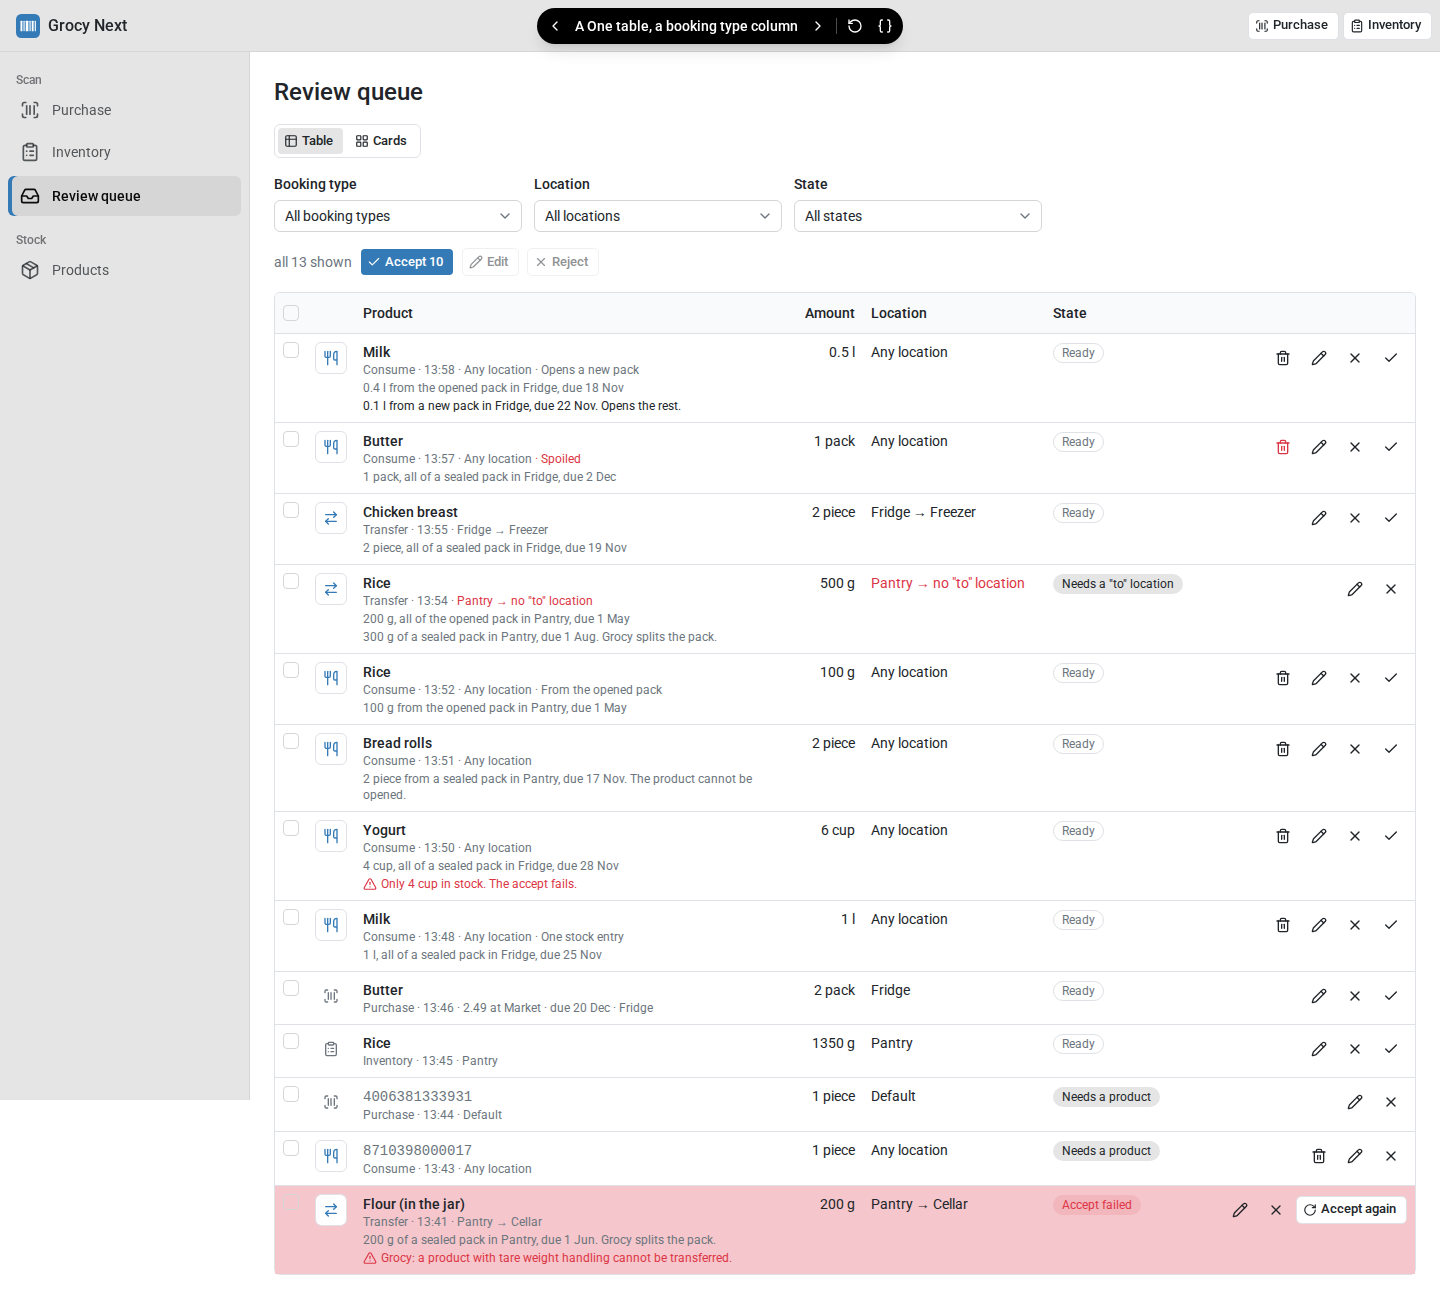 Grocy Next
A One table, a booking type column
Purchase
Inventory
Scan
Purchase
Inventory
Review queue
Stock
Products
Review queue
Table
Cards
Booking type
Location
State
All booking types
All locations
All states
all 13 shown
Accept 10
Edit
Reject
Product
Amount
Location
State
Milk
0.5 l
Any location
Ready
Consume · 13:58 · Any location · Opens a new pack
0.4 l from the opened pack in Fridge, due 18 Nov
0.1 l from a new pack in Fridge, due 22 Nov. Opens the rest.
Butter
1 pack
Any location
Ready
Consume · 13:57 · Any location · Spoiled
1 pack, all of a sealed pack in Fridge, due 2 Dec
Chicken breast
2 piece
Fridge → Freezer
Ready
Transfer · 13:55 · Fridge → Freezer
2 piece, all of a sealed pack in Fridge, due 19 Nov
Rice
500 g
Pantry → no "to" location
Needs a "to" location
Transfer · 13:54 · Pantry → no "to" location
200 g, all of the opened pack in Pantry, due 1 May
300 g of a sealed pack in Pantry, due 1 Aug. Grocy splits the pack.
Rice
100 g
Any location
Ready
Consume · 13:52 · Any location · From the opened pack
100 g from the opened pack in Pantry, due 1 May
Bread rolls
2 piece
Any location
Ready
Consume · 13:51 · Any location
2 piece from a sealed pack in Pantry, due 17 Nov. The product cannot be
opened.
Yogurt
6 cup
Any location
Ready
Consume · 13:50 · Any location
4 cup, all of a sealed pack in Fridge, due 28 Nov
Only 4 cup in stock. The accept fails.
Milk
1 l
Any location
Ready
Consume · 13:48 · Any location · One stock entry
1 l, all of a sealed pack in Fridge, due 25 Nov
Butter
2 pack
Fridge
Ready
Purchase · 13:46 · 2.49 at Market · due 20 Dec · Fridge
Rice
1350 g
Pantry
Ready
Inventory · 13:45 · Pantry
4006381333931
1 piece
Default
Needs a product
Purchase · 13:44 · Default
8710398000017
1 piece
Any location
Needs a product
Consume · 13:43 · Any location
Flour (in the jar)
200 g
Pantry → Cellar
Accept failed
Accept again
Transfer · 13:41 · Pantry → Cellar
200 g of a sealed pack in Pantry, due 1 Jun. Grocy splits the pack.
Grocy: a product with tare weight handling cannot be transferred.